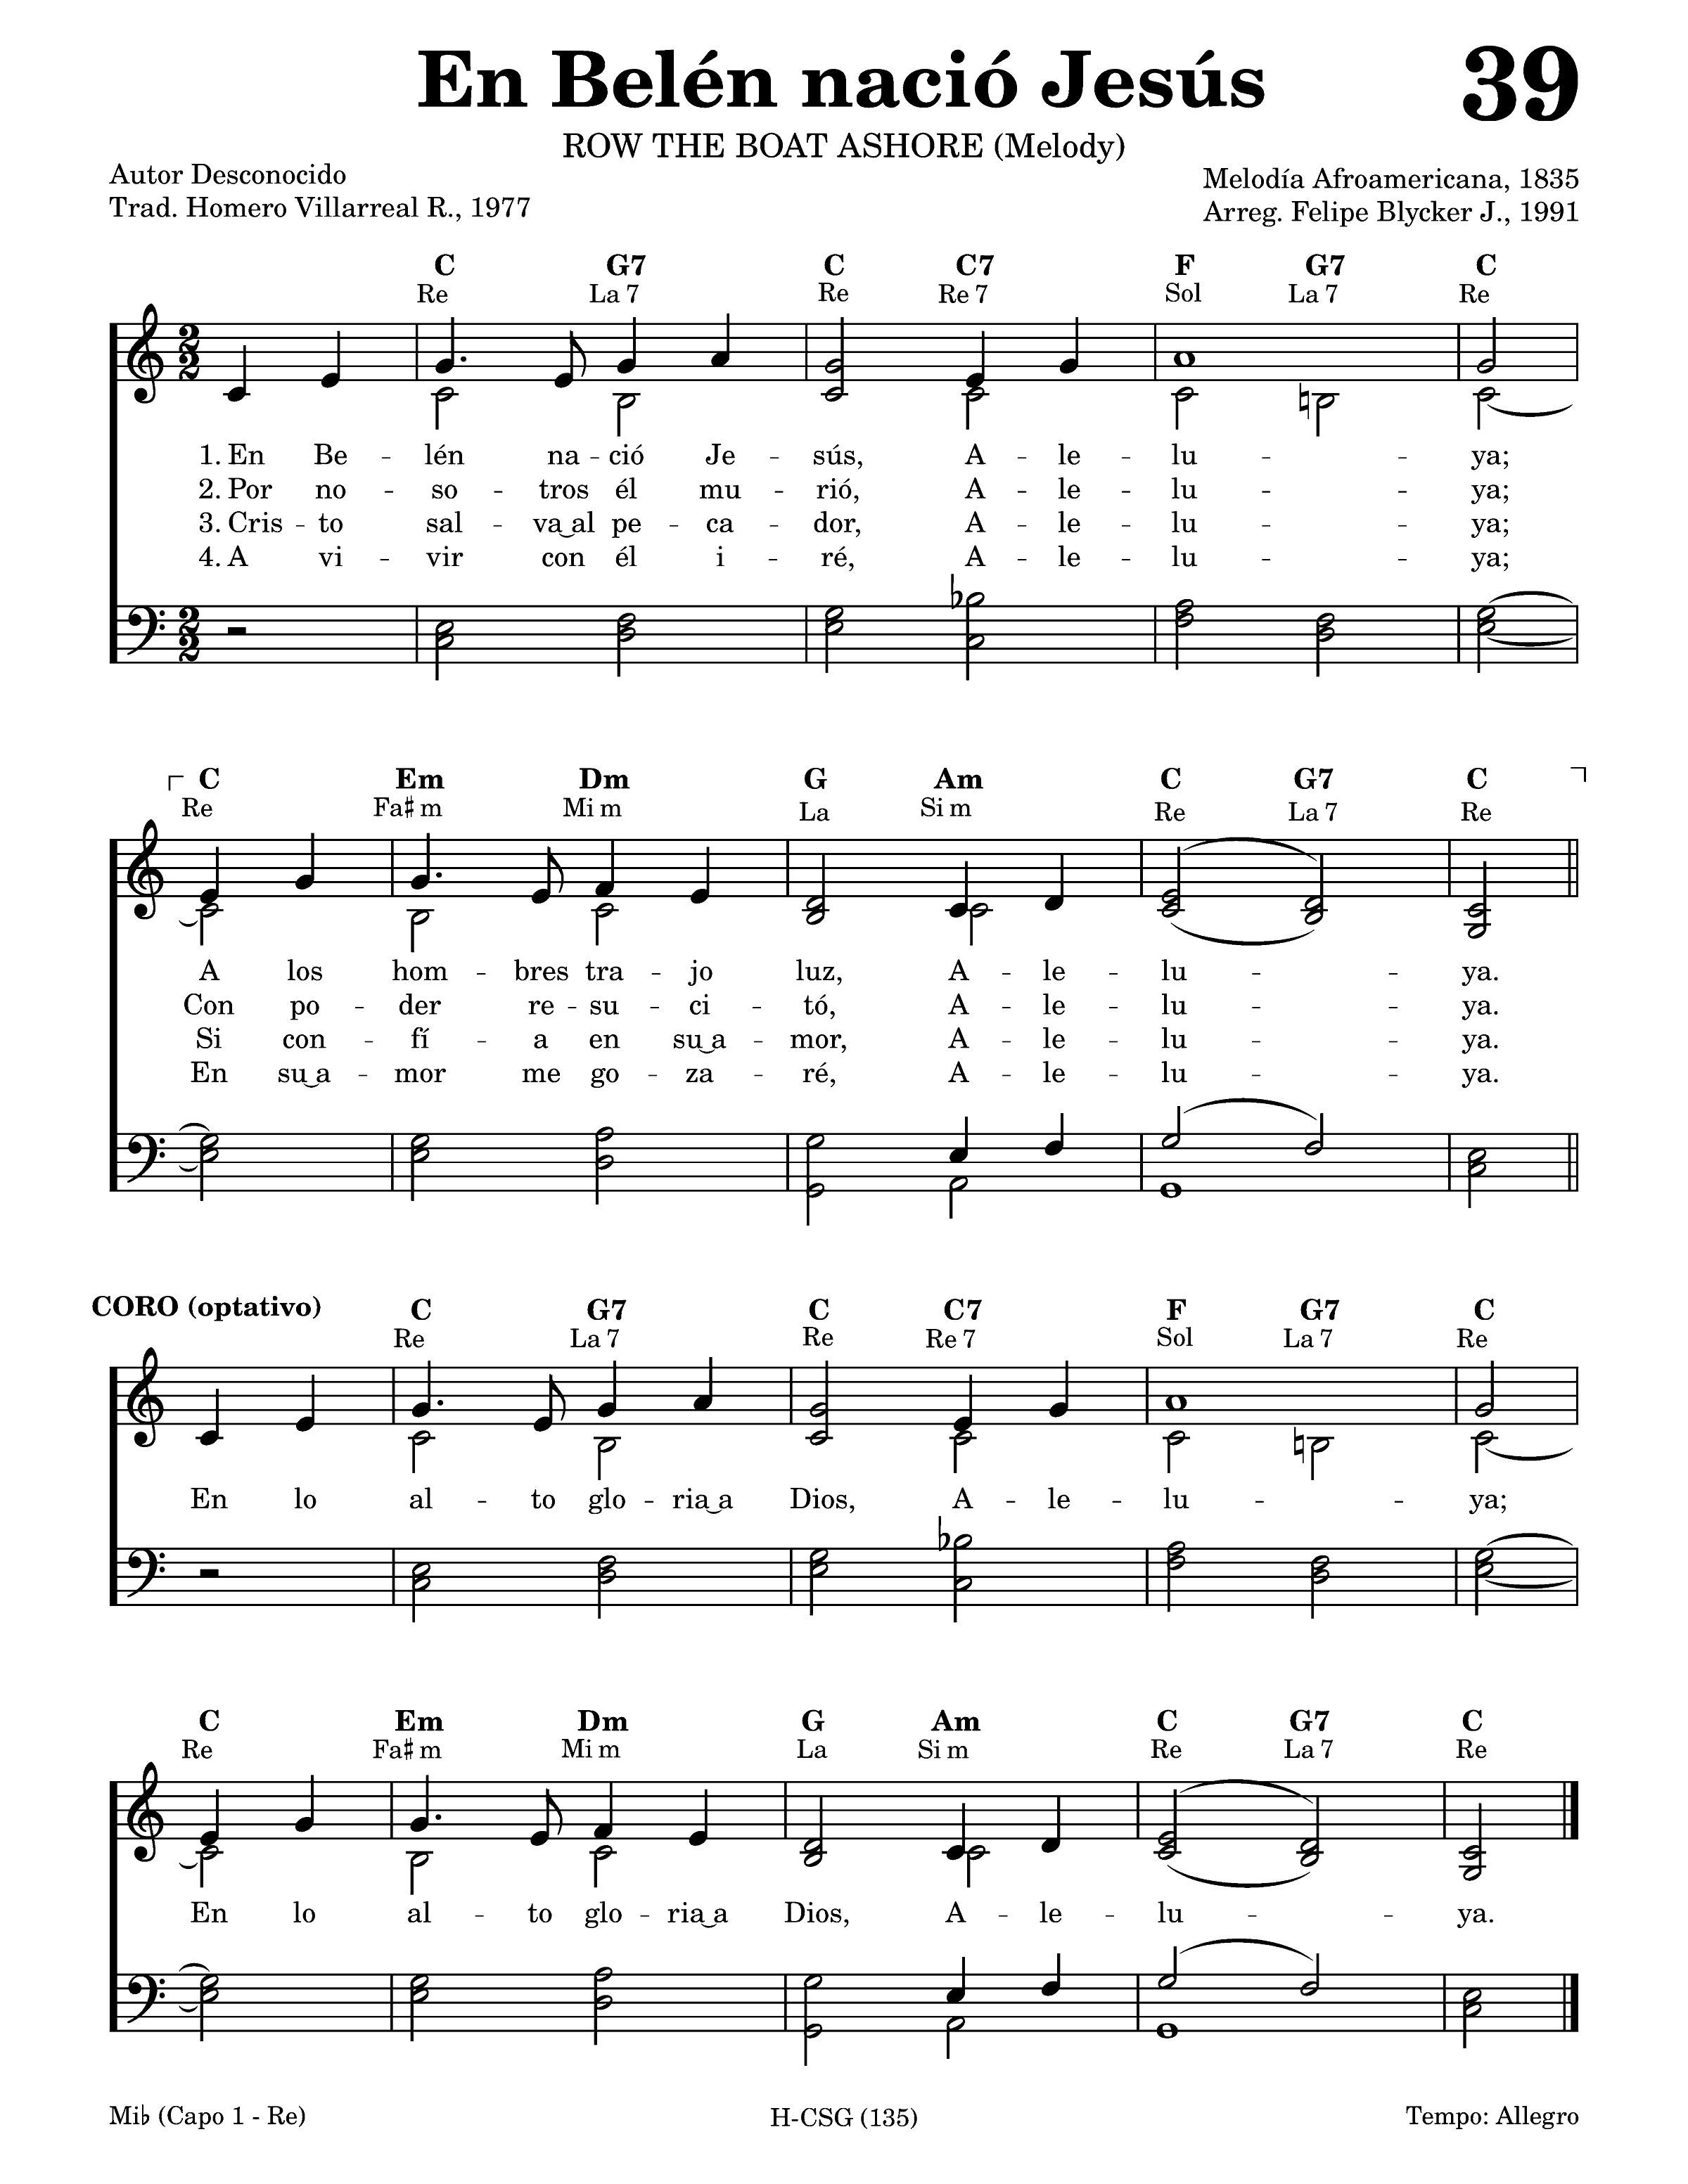 En Belén nació Jesús
39
ROW THE BOAT ASHORE (Melody)
Autor Desconocido
Trad. Homero Villarreal R., 1977
Melodía Afroamericana, 1835
Arreg. Felipe Blycker J., 1991
C G7 C C7 F G7 C
Re La 7 Re Re 7 Sol La 7 Re
1. En Be - lén na - ció Je - sús, A - le - lu - ya;
2. Por no - so - tros él mu - rió, A - le - lu - ya;
3. Cris - to sal - va‿al pe - ca - dor, A - le - lu - ya;
4. A vi - vir con él i - ré, A - le - lu - ya;
C Em Dm G Am C G7 C
Re Fa♯ m Mi m La Si m Re La 7 Re
A los hom - bres tra - jo luz, A - le - lu - ya.
Con po - der re - su - ci - tó, A - le - lu - ya.
Si con - fí - a en su‿a - mor, A - le - lu - ya.
En su‿a - mor me go - za - ré, A - le - lu - ya.
CORO (optativo) C G7 C C7 F G7 C
Re La 7 Re Re 7 Sol La 7 Re
En lo al - to glo - ria‿a Dios, A - le - lu - ya;
C Em Dm G Am C G7 C
Re Fa♯ m Mi m La Si m Re La 7 Re
En lo al - to glo - ria‿a Dios, A - le - lu - ya.
Mi♭ (Capo 1 - Re)
H-CSG (135)
Tempo: Allegro